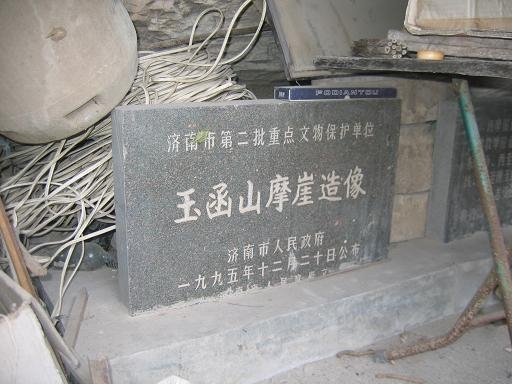 PODIANTOU
济南市第二批重点文物保护单位
玉函山摩崖造像
济南市人民政府
一九九五年十二月二十日公布